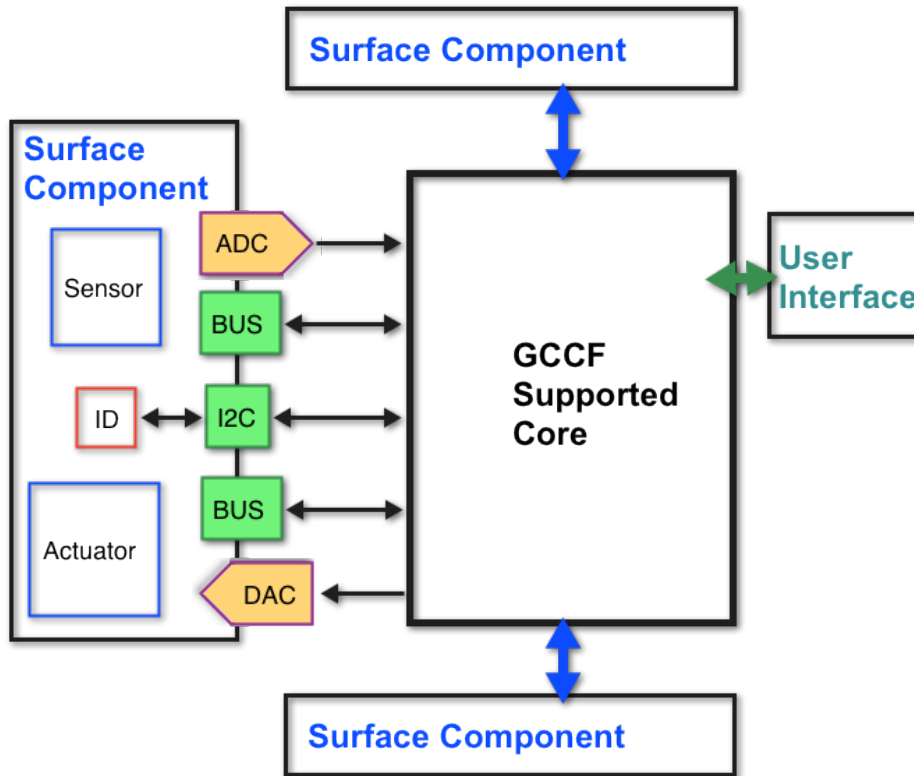 Surface Component
Surface
Component
ADC
Sensor
BUS
User
Interface
GCCF
Supported
Core
ID
I2C
BUS
Actuator
DAC
Surface Component